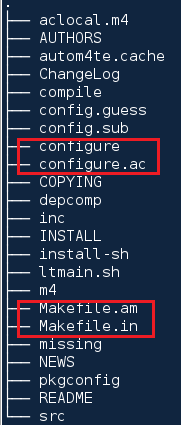 .
├── aclocal.m4
├── AUTHORS
├── autom4te.cache
├── ChangeLog
├── compile
├── config.guess
├── config.sub
├── configure
├── configure.ac
├── COPYING
├── depcomp
├── inc
├── INSTALL
├── install-sh
├── ltmain.sh
├── m4
├── Makefile.am
├── Makefile.in
├── missing
├── NEWS
├── pkgconfig
├── README
└── src